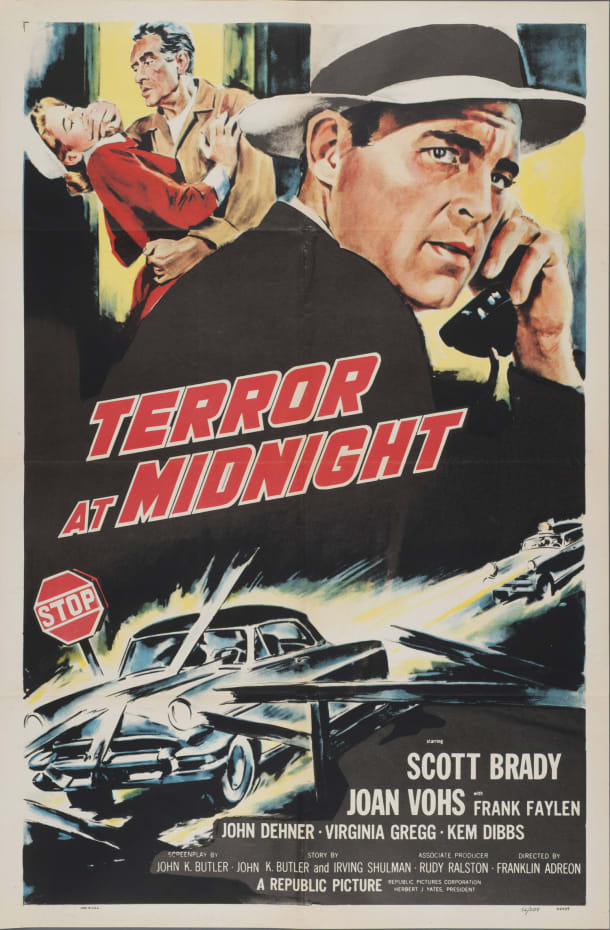 TERROR
AT MIDNIGHT
STOP
starring
SCOTT BRADY
JOAN VOHS with FRANK FAYLEN
JOHN DEHNER · VIRGINIA GREGG · KEM DIBBS
SCREENPLAY BY STORY BY ASSOCIATE PRODUCER DIRECTED BY
JOHN K. BUTLER · JOHN K. BUTLER and IRVING SHULMAN · RUDY RALSTON · FRANKLIN ADREON
A REPUBLIC PICTURE REPUBLIC PICTURES CORPORATION
HERBERT J. YATES, PRESIDENT